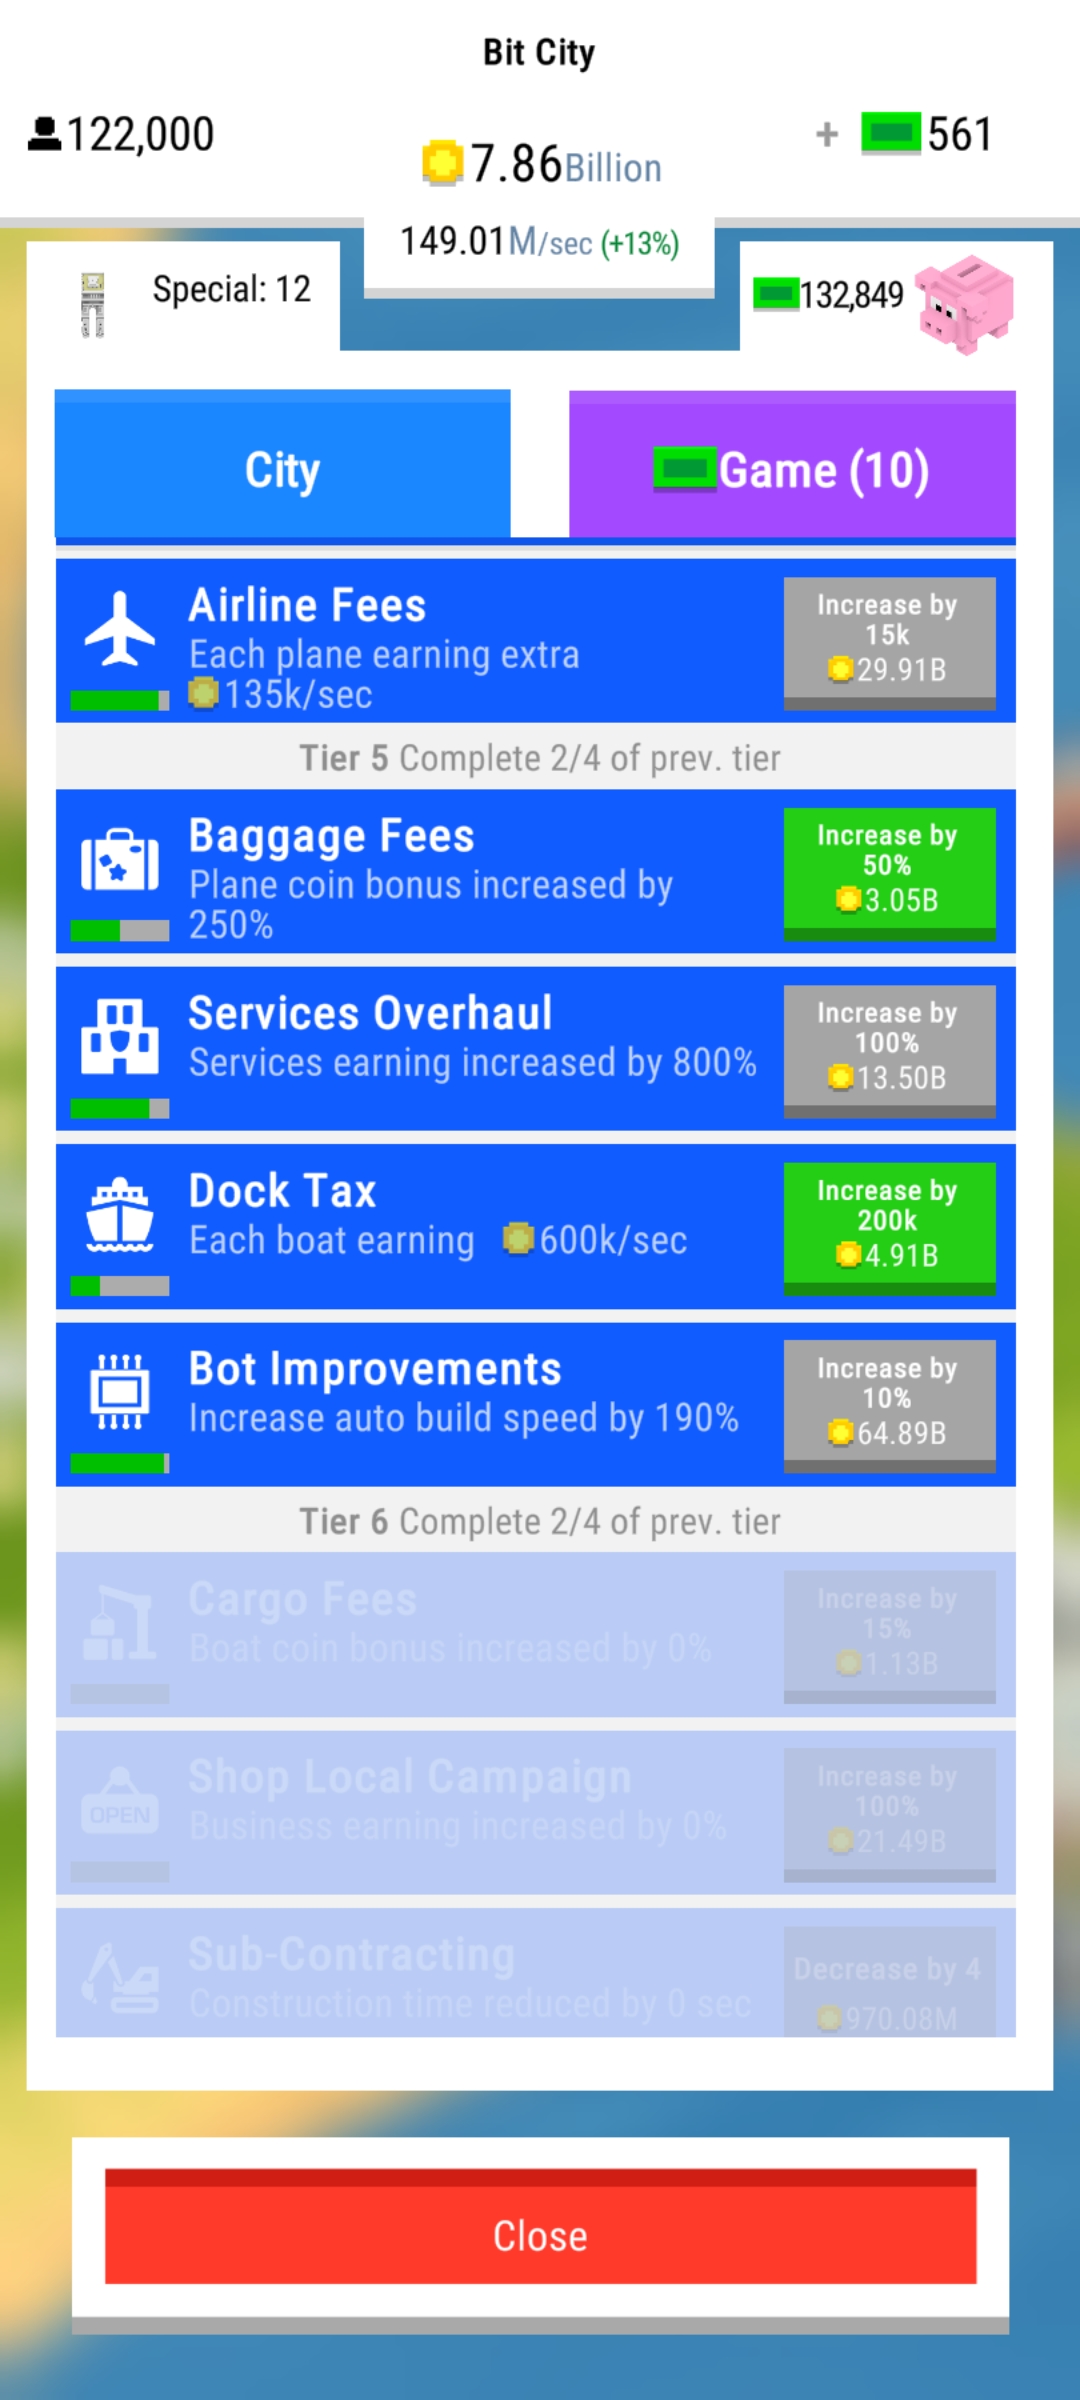 Bit City
122,000
7.86Billion
+ 561
149.01M/sec (+13%)
Special: 12
132,849
City
Game (10)
Airline Fees
Each plane earning extra
135k/sec
Increase by
15k
29.91B
Tier 5 Complete 2/4 of prev. tier
Baggage Fees
Plane coin bonus increased by
250%
Increase by
50%
3.05B
Services Overhaul
Services earning increased by 800%
Increase by
100%
13.50B
Dock Tax
Each boat earning 600k/sec
Increase by
200k
4.91B
Bot Improvements
Increase auto build speed by 190%
Increase by
10%
64.89B
Tier 6 Complete 2/4 of prev. tier
Cargo Fees
Boat coin bonus increased by 0%
Increase by
15%
1.13B
OPEN
Shop Local Campaign
Business earning increased by 0%
Increase by
100%
21.49B
Sub-Contracting
Construction time reduced by 0 sec
Decrease by 4
970.08M
Close